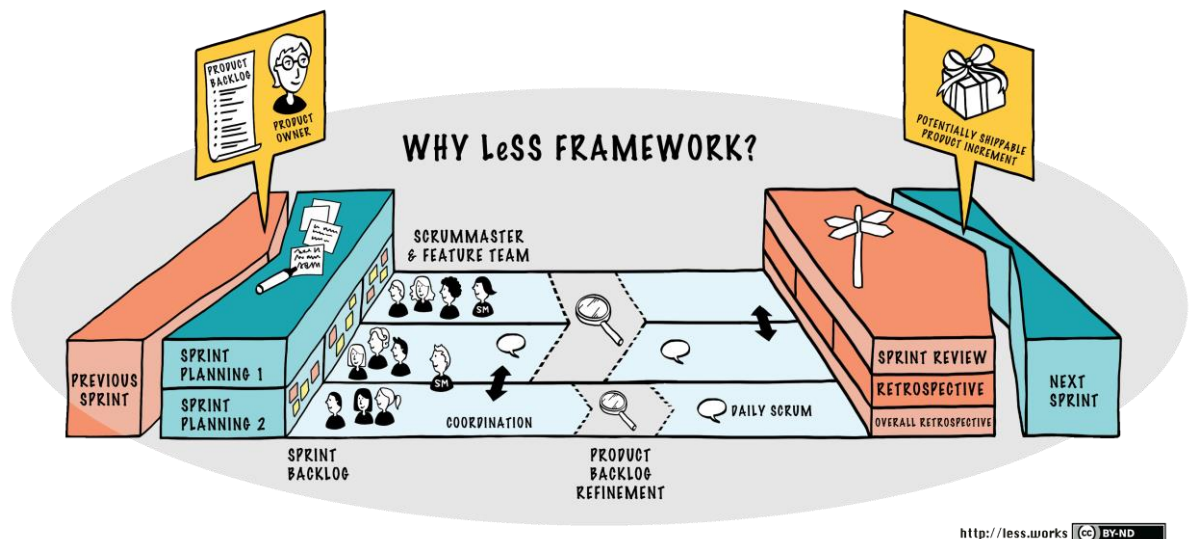 PRODUCT
BACKLOG
PRODUCT
OWNER
WHY LeSS FRAMEWORK?
POTENTIALLY SHIPPABLE
PRODUCT INCREMENT
SCRUMMASTER
& FEATURE TEAM
SM
SM
PREVIOUS
SPRINT
SPRINT
PLANNING 1
SPRINT
PLANNING 2
COORDINATION
DAILY SCRUM
SPRINT REVIEW
RETROSPECTIVE
OVERALL RETROSPECTIVE
NEXT
SPRINT
SPRINT
BACKLOG
PRODUCT
BACKLOG
REFINEMENT
http://less.works cc BY-ND